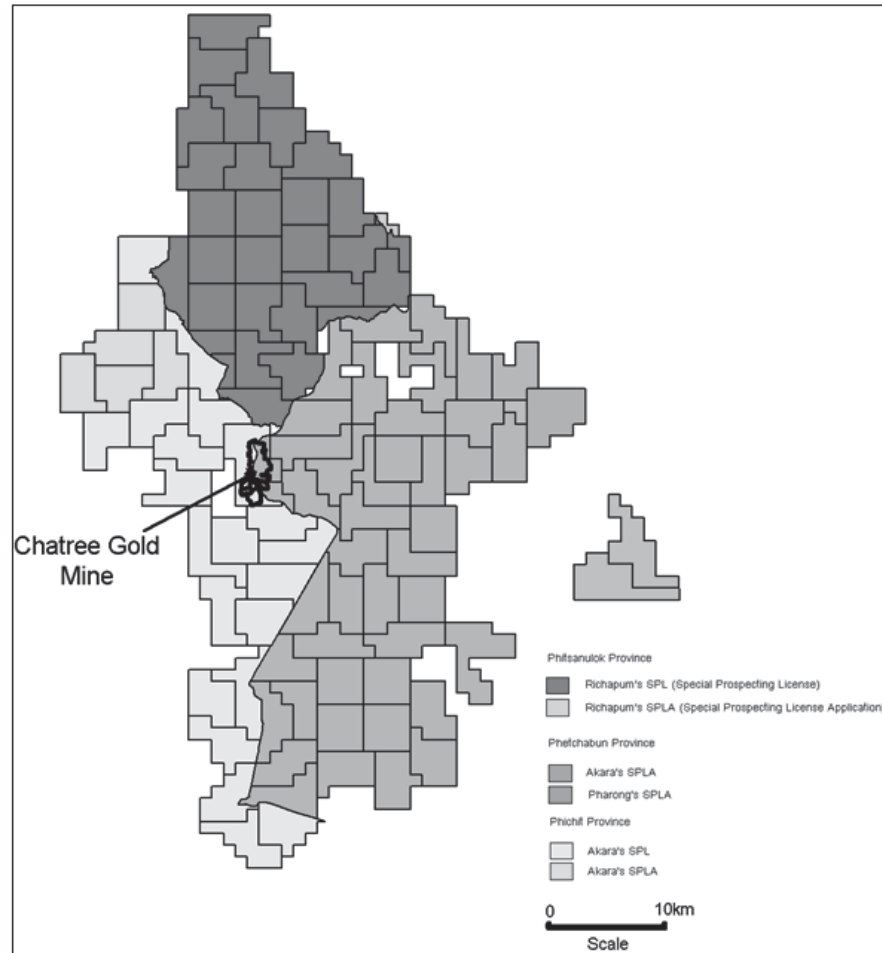 Chatree Gold
Mine
Phitsanulok Province
Richapum's SPL (Special Prospecting License)
Richapum's SPLA (Special Prospecting License Application)
Phetchabun Province
Akara's SPLA
Pharong's SPLA
Phichit Province
Akara's SPL
Akara's SPLA
0 10km
Scale